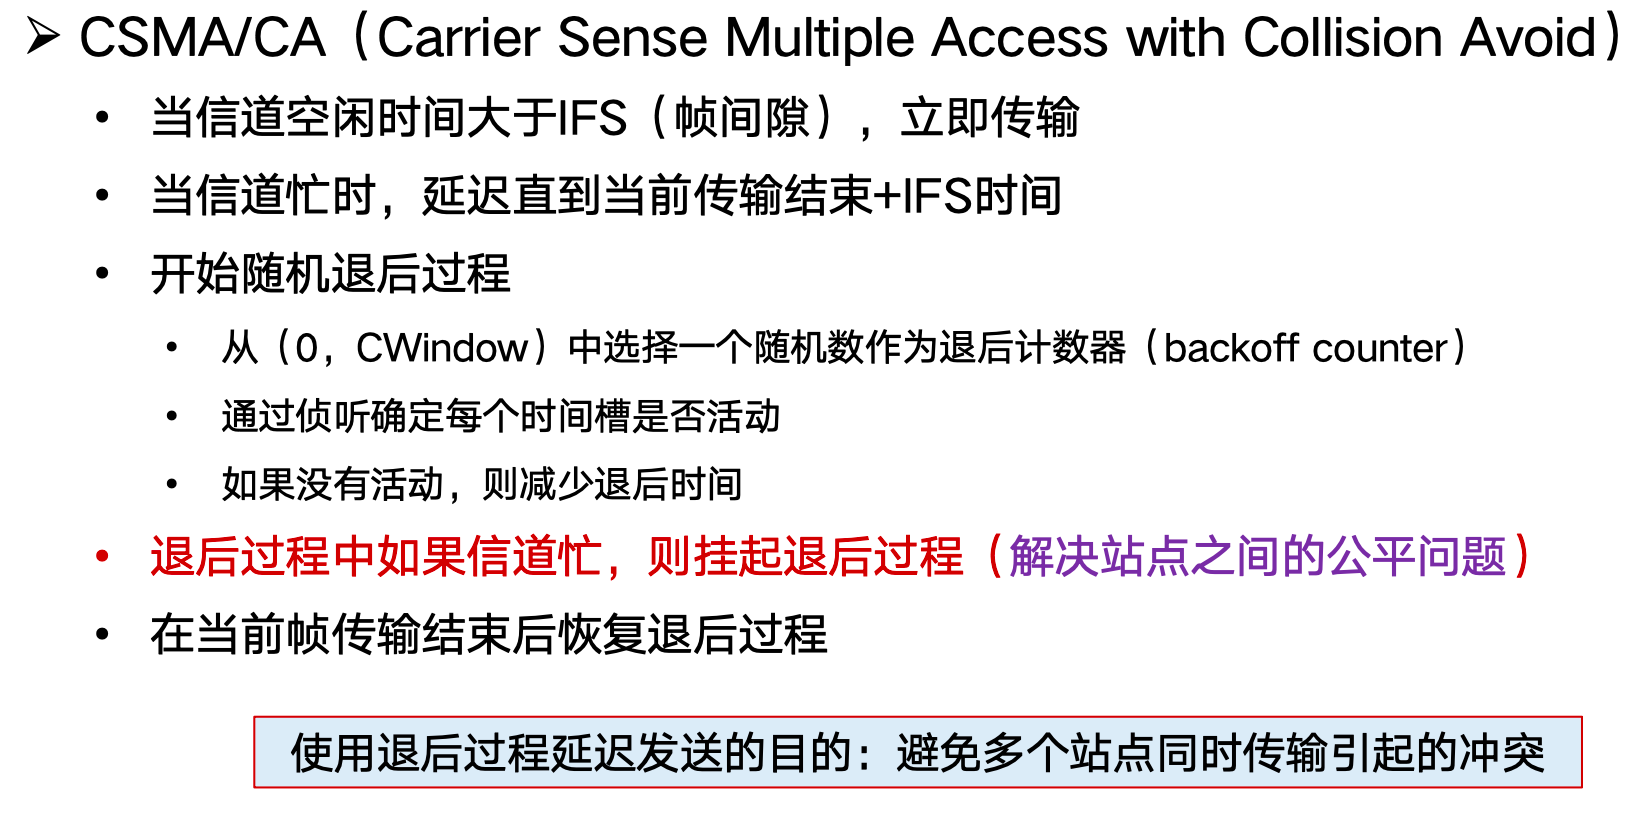 ➢ CSMA/CA（Carrier Sense Multiple Access with Collision Avoid）
• 当信道空闲时间大于IFS（帧间隙），立即传输
• 当信道忙时，延迟直到当前传输结束+IFS时间
• 开始随机退后过程
• 从（0，CWindow）中选择一个随机数作为退后计数器（backoff counter）
• 通过侦听确定每个时间槽是否活动
• 如果没有活动，则减少退后时间
• 退后过程中如果信道忙，则挂起退后过程（解决站点之间的公平问题）
• 在当前帧传输结束后恢复退后过程
使用退后过程延迟发送的目的：避免多个站点同时传输引起的冲突